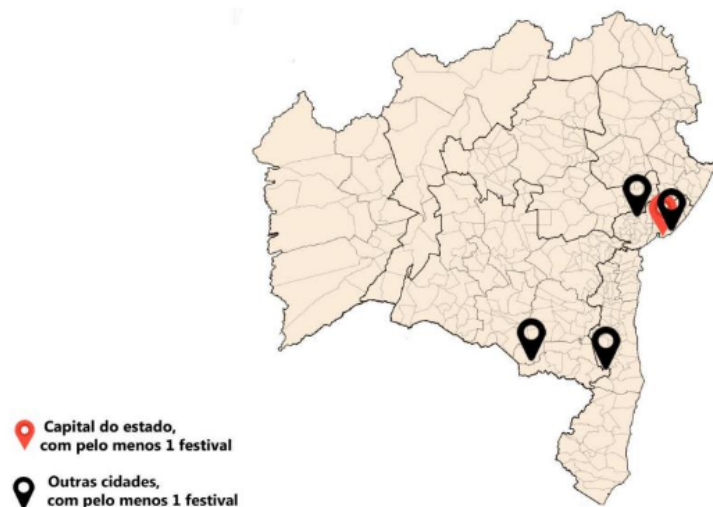 Capital do estado,
com pelo menos 1 festival
Outras cidades,
com pelo menos 1 festival